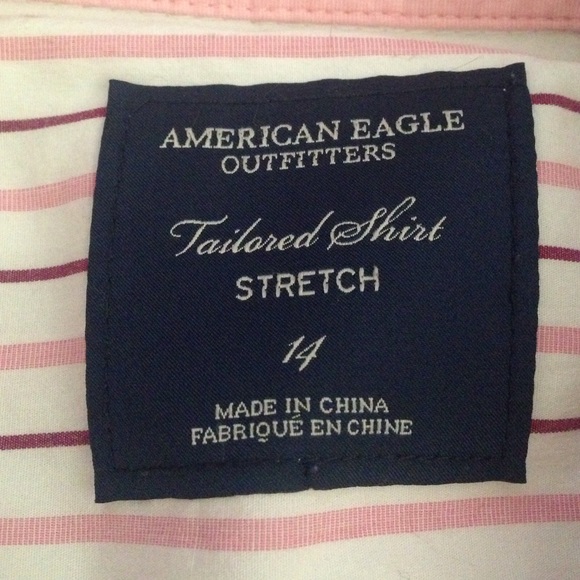 AMERICAN EAGLE
OUTFITTERS
Tailored Shirt
STRETCH
14
MADE IN CHINA
FABRIQUÉ EN CHINE